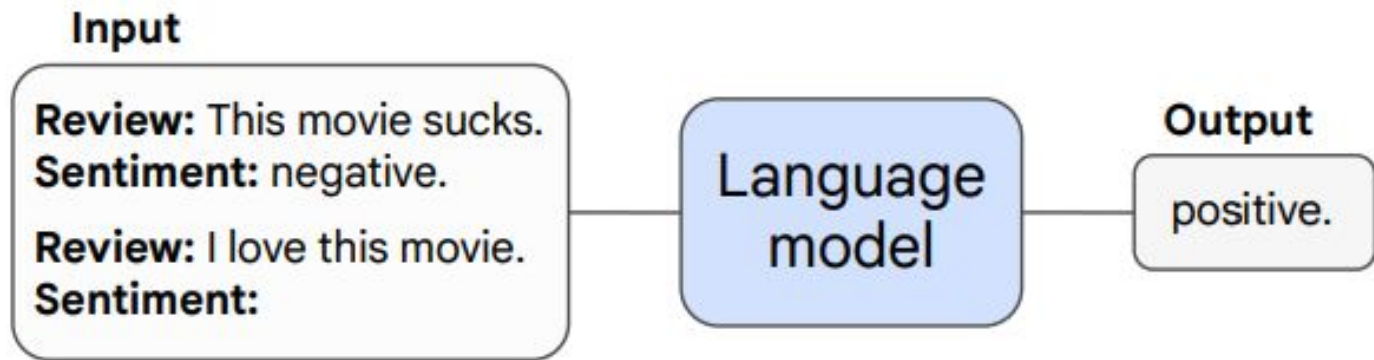 Input
Review: This movie sucks.
Sentiment: negative.
Review: I love this movie.
Sentiment:
Language
model
Output
positive.